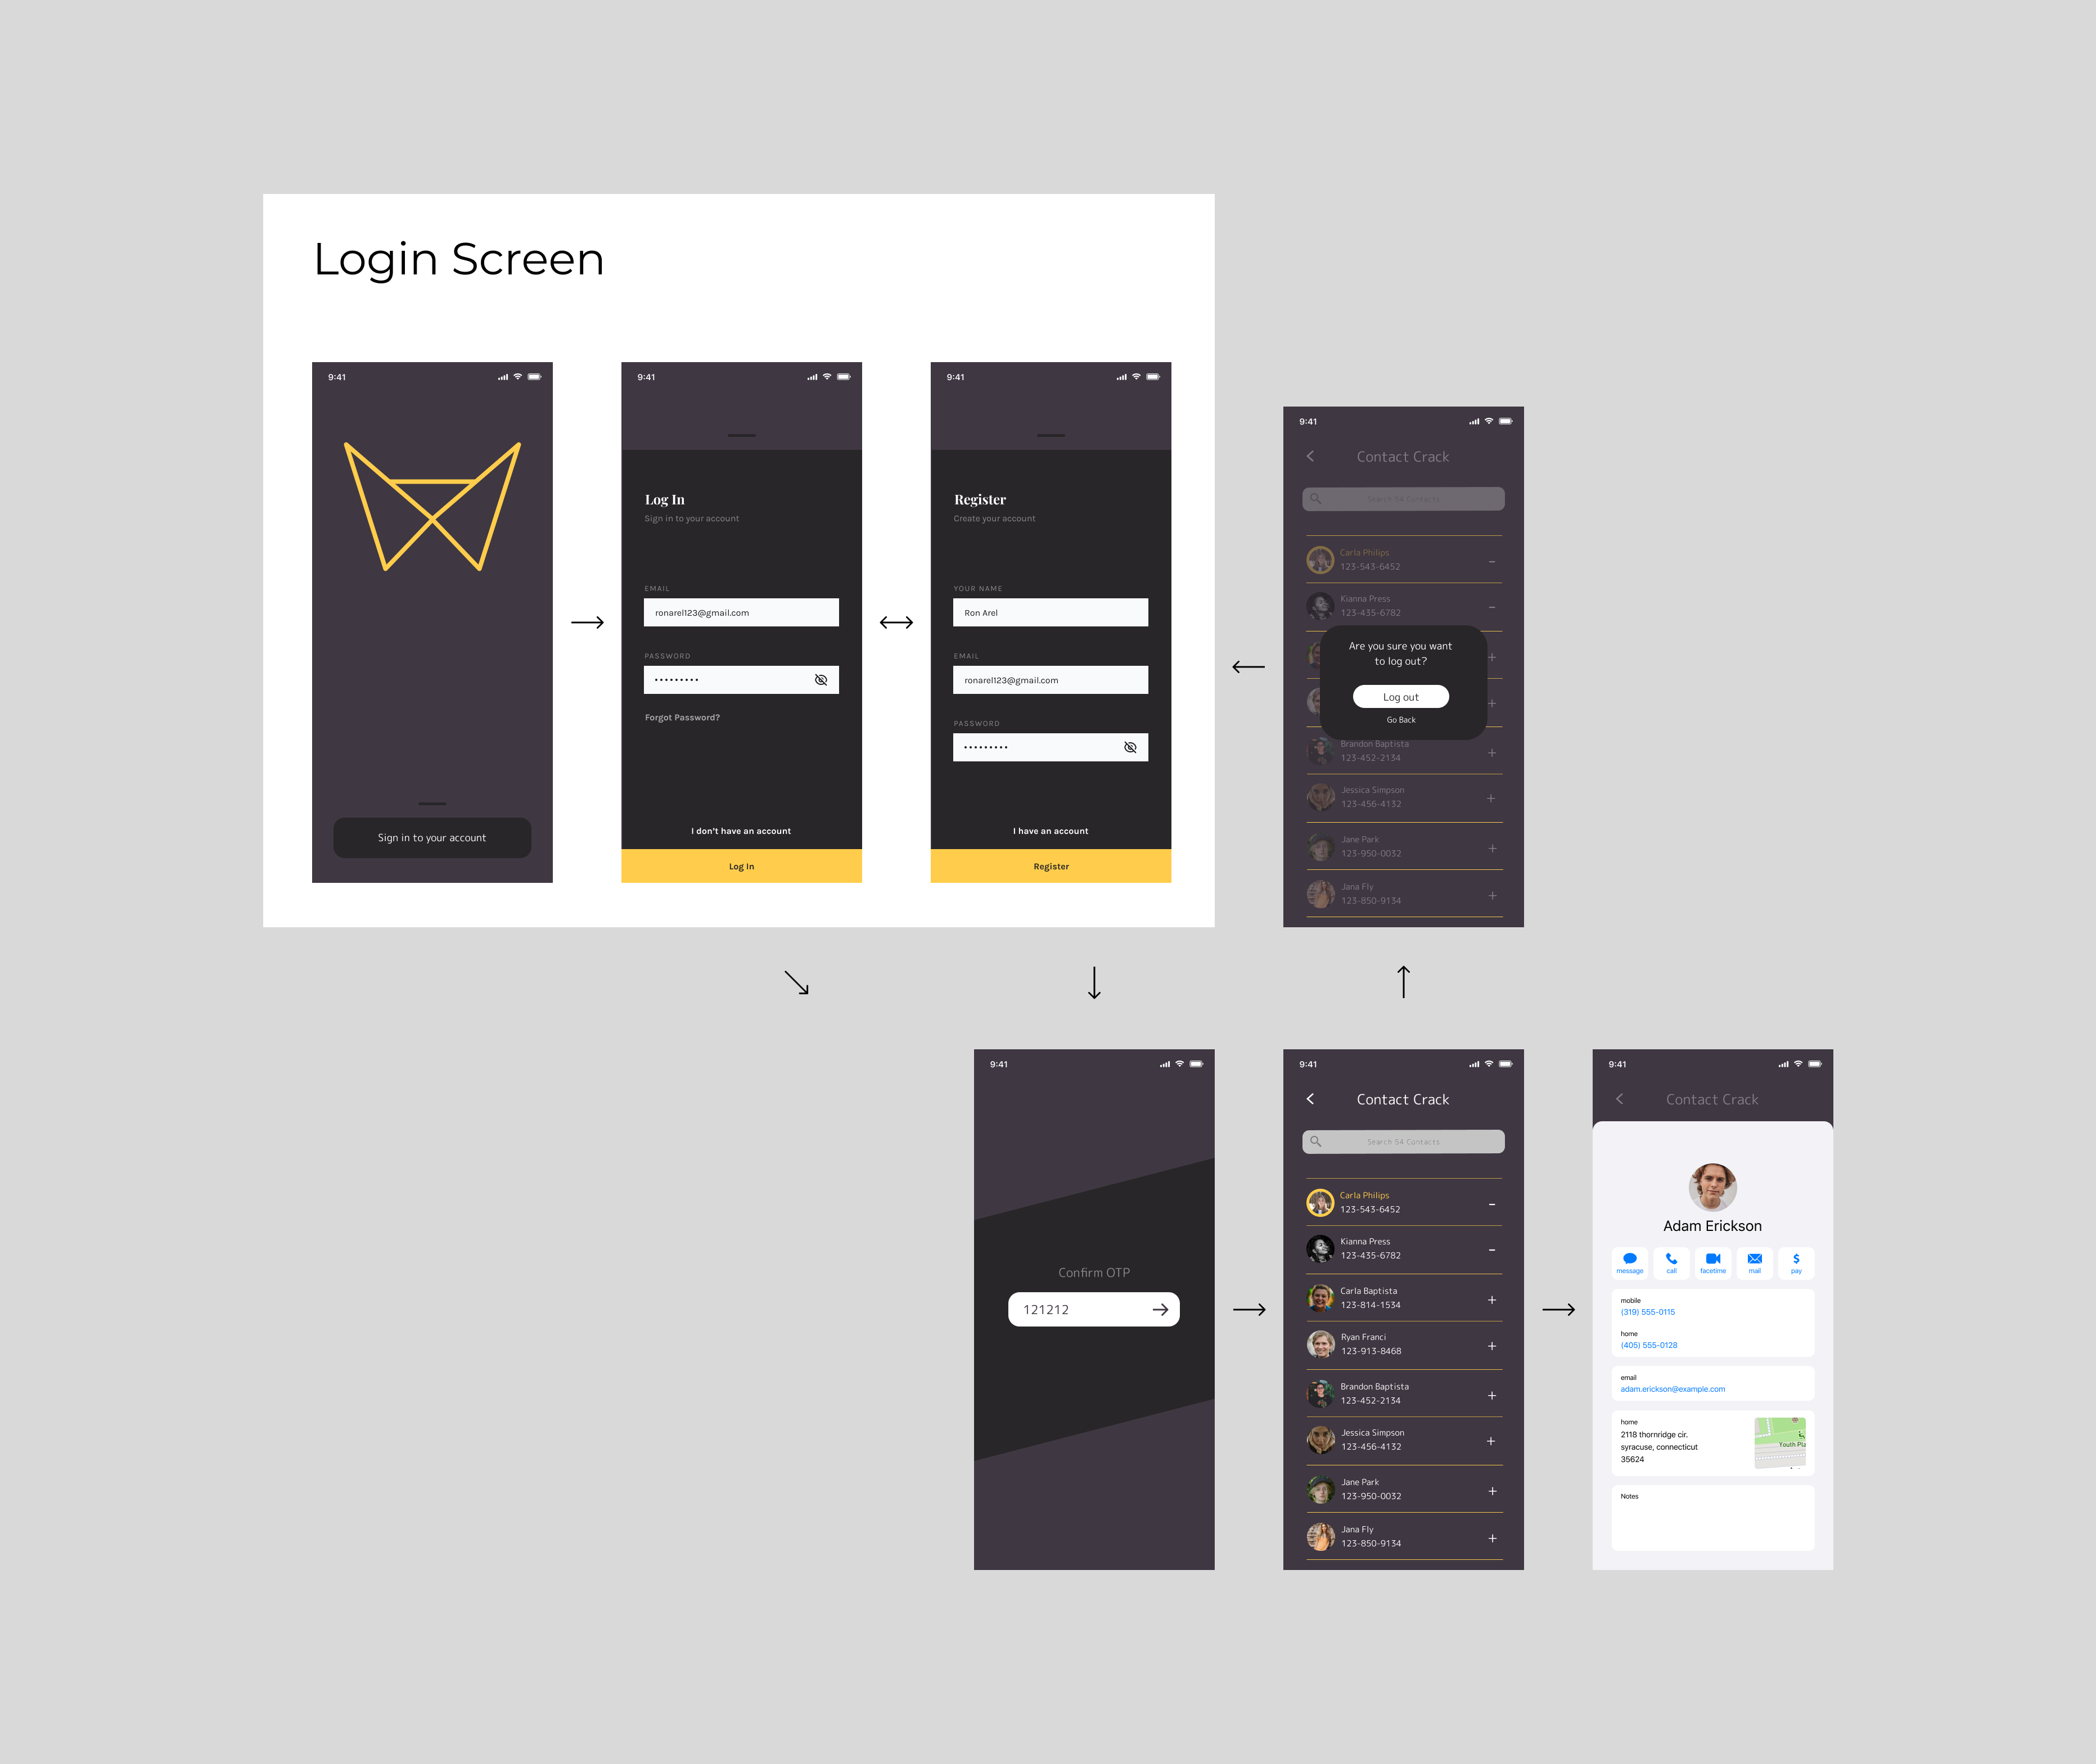 Login Screen
9:41
Sign in to your account
9:41
Log In
Sign in to your account
EMAIL
ronarel123@gmail.com
PASSWORD
Forgot Password?
I don't have an account
Log In
9:41
Register
Create your account
YOUR NAME
Ron Arel
EMAIL
ronarel123@gmail.com
PASSWORD
I have an account
Register
9:41
Contact Crack
Search 54 Contacts
Carla Philips
123-543-6452
Kianna Press
123-435-6782
Are you sure you want
to log out?
Log out
Go Back
Brandon Baptista
123-452-2134
Jessica Simpson
123-456-4132
Jane Park
123-950-0032
Jana Fly
123-850-9134
9:41
Confirm OTP
121212
9:41
Contact Crack
Search 54 Contacts
Carla Philips
123-543-6452
Kianna Press
123-435-6782
Carla Baptista
123-814-1534
Ryan Franci
123-913-8468
Brandon Baptista
123-452-2134
Jessica Simpson
123-456-4132
Jane Park
123-950-0032
Jana Fly
123-850-9134
9:41
Contact Crack
Adam Erickson
message
call
facetime
mail
$
pay
mobile
(319) 555-0115
home
(405) 555-0128
email
adam.erickson@example.com
home
2118 thornridge cir.
syracuse, connecticut
35624
Youth Pla
Notes